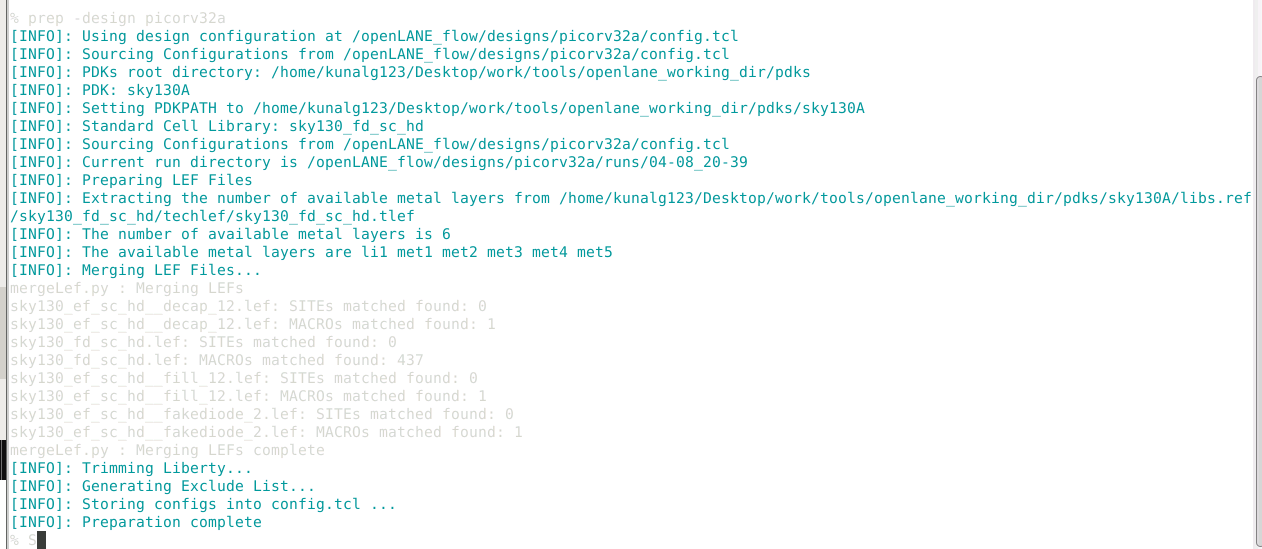 % prep -design picorv32a
[INFO]: Using design configuration at /openLANE_flow/designs/picorv32a/config.tcl
[INFO]: Sourcing Configurations from /openLANE_flow/designs/picorv32a/config.tcl
[INFO]: PDKs root directory: /home/kunalg123/Desktop/work/tools/openlane_working_dir/pdks
[INFO]: PDK: sky130A
[INFO]: Setting PDKPATH to /home/kunalg123/Desktop/work/tools/openlane_working_dir/pdks/sky130A
[INFO]: Standard Cell Library: sky130_fd_sc_hd
[INFO]: Sourcing Configurations from /openLANE_flow/designs/picorv32a/config.tcl
[INFO]: Current run directory is /openLANE_flow/designs/picorv32a/runs/04-08_20-39
[INFO]: Preparing LEF Files
[INFO]: Extracting the number of available metal layers from /home/kunalg123/Desktop/work/tools/openlane_working_dir/pdks/sky130A/libs.ref
/sky130_fd_sc_hd/techlef/sky130_fd_sc_hd.tlef
[INFO]: The number of available metal layers is 6
[INFO]: The available metal layers are li1 met1 met2 met3 met4 met5
[INFO]: Merging LEF Files...
mergeLef.py : Merging LEFs
sky130_ef_sc_hd__decap_12.lef: SITEs matched found: 0
sky130_ef_sc_hd__decap_12.lef: MACROs matched found: 1
sky130_fd_sc_hd.lef: SITEs matched found: 0
sky130_fd_sc_hd.lef: MACROs matched found: 437
sky130_ef_sc_hd__fill_12.lef: SITEs matched found: 0
sky130_ef_sc_hd__fill_12.lef: MACROs matched found: 1
sky130_ef_sc_hd__fakediode_2.lef: SITEs matched found: 0
sky130_ef_sc_hd__fakediode_2.lef: MACROs matched found: 1
mergeLef.py : Merging LEFs complete
[INFO]: Trimming Liberty...
[INFO]: Generating Exclude List...
[INFO]: Storing configs into config.tcl ...
[INFO]: Preparation complete
% S